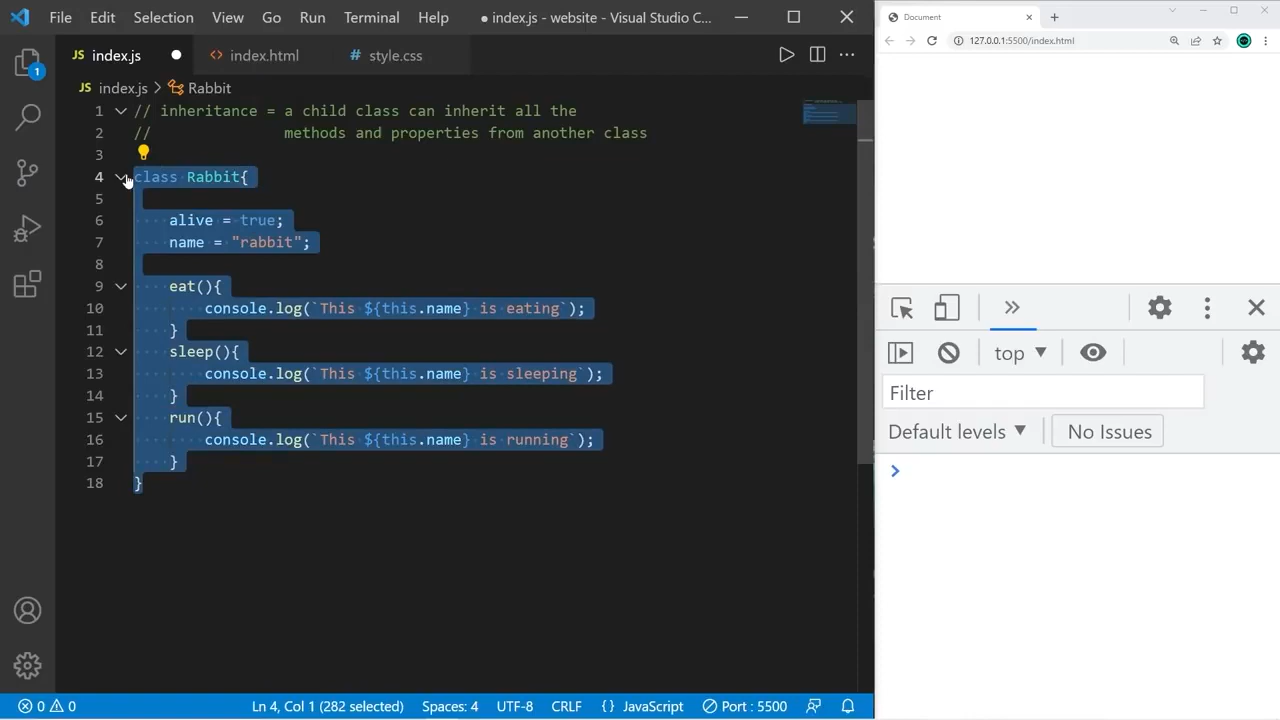 File Edit Selection View Go Run Terminal Help ● index.js - website - Visual Studio C...
JS index.js ● <> index.html # style.css
JS index.js > Rabbit
1 // inheritance = a child class can inherit all the
2 //               methods and properties from another class
3
4 class Rabbit{
5
6     alive = true;
7     name = "rabbit";
8
9     eat(){
10         console.log(`This ${this.name} is eating`);
11     }
12     sleep(){
13         console.log(`This ${this.name} is sleeping`);
14     }
15     run(){
16         console.log(`This ${this.name} is running`);
17     }
18 }
1
0 0 Ln 4, Col 1 (282 selected) Spaces: 4 UTF-8 CRLF {} JavaScript Port : 5500
Document
127.0.0.1:5500/index.html
top
Filter
Default levels No Issues